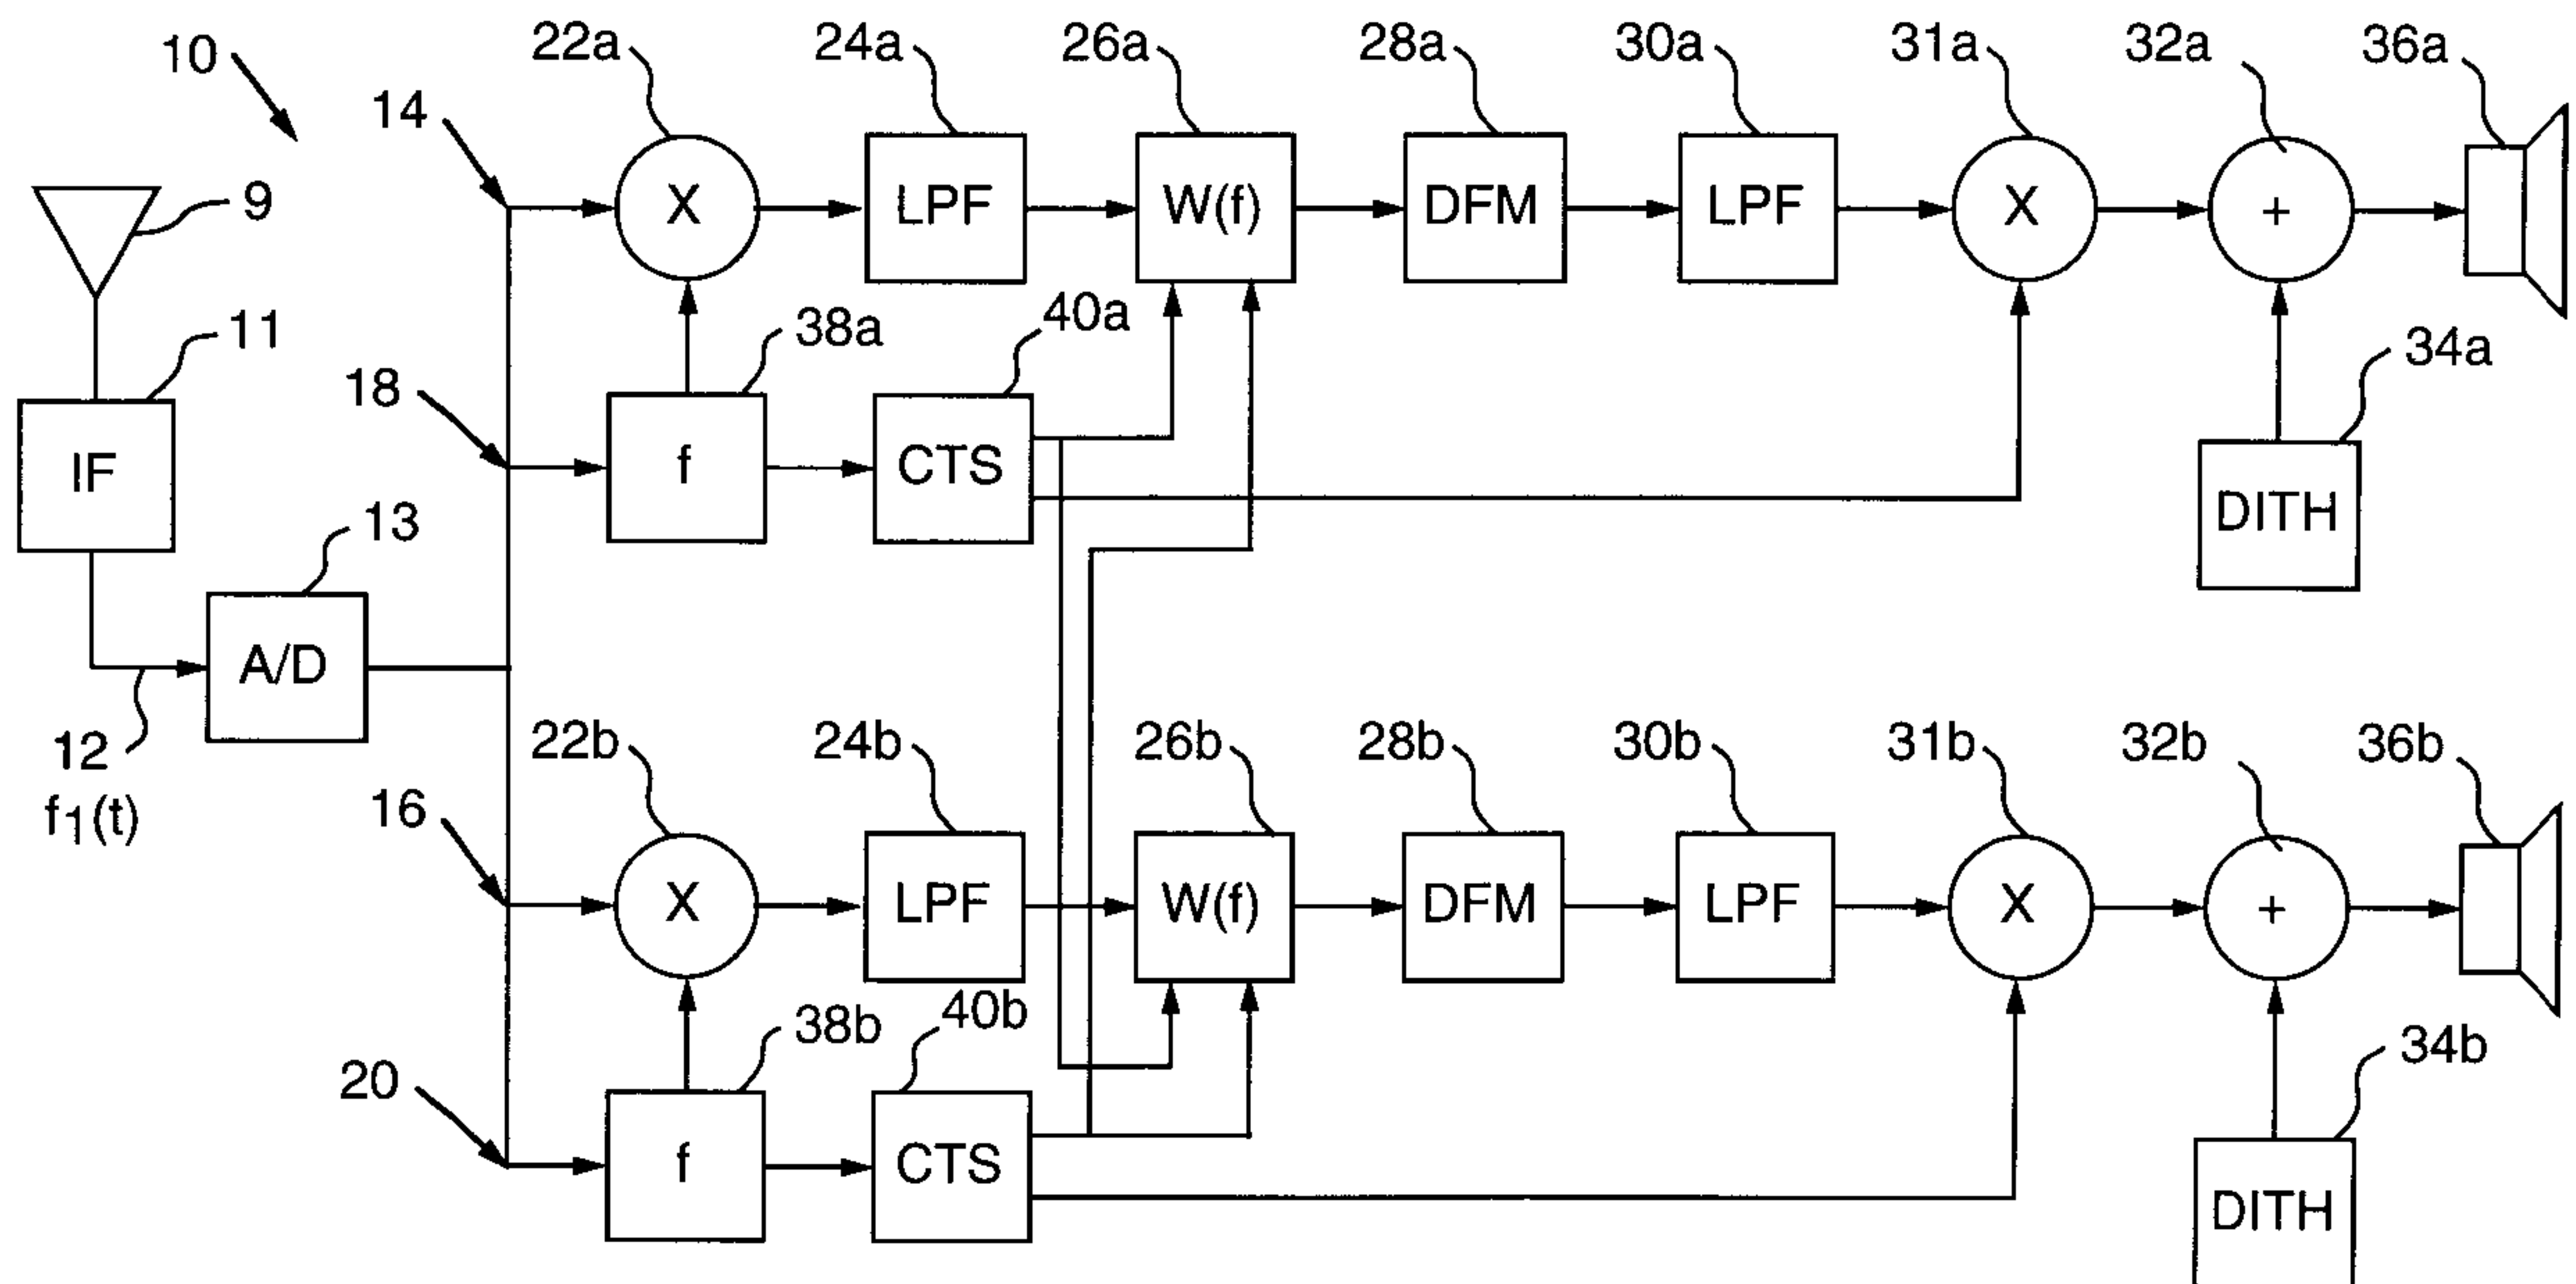 10
22a
24a
26a
28a
30a
31a
32a
36a
14
9
X
LPF
W(f)
DFM
LPF
X
+
11
38a
40a
34a
18
IF
f
CTS
DITH
13
A/D
12
f1(t)
22b
24b
26b
28b
30b
31b
32b
36b
16
X
LPF
W(f)
DFM
LPF
X
+
38b
40b
34b
20
f
CTS
DITH